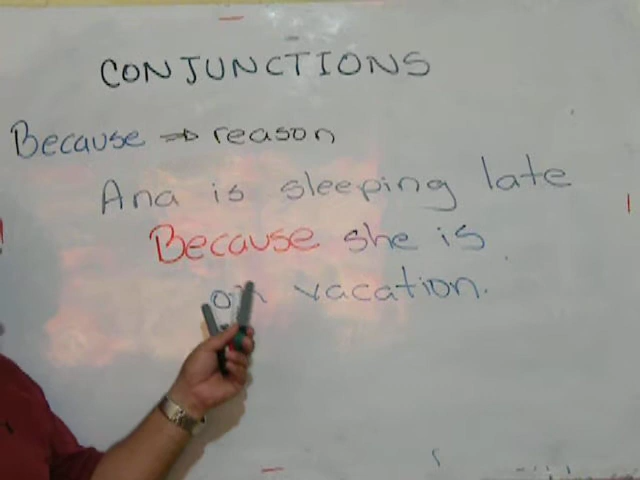 CONJUNCTIONS
Because ⇒ reason
Ana is sleeping late
Because she is
on vacation.